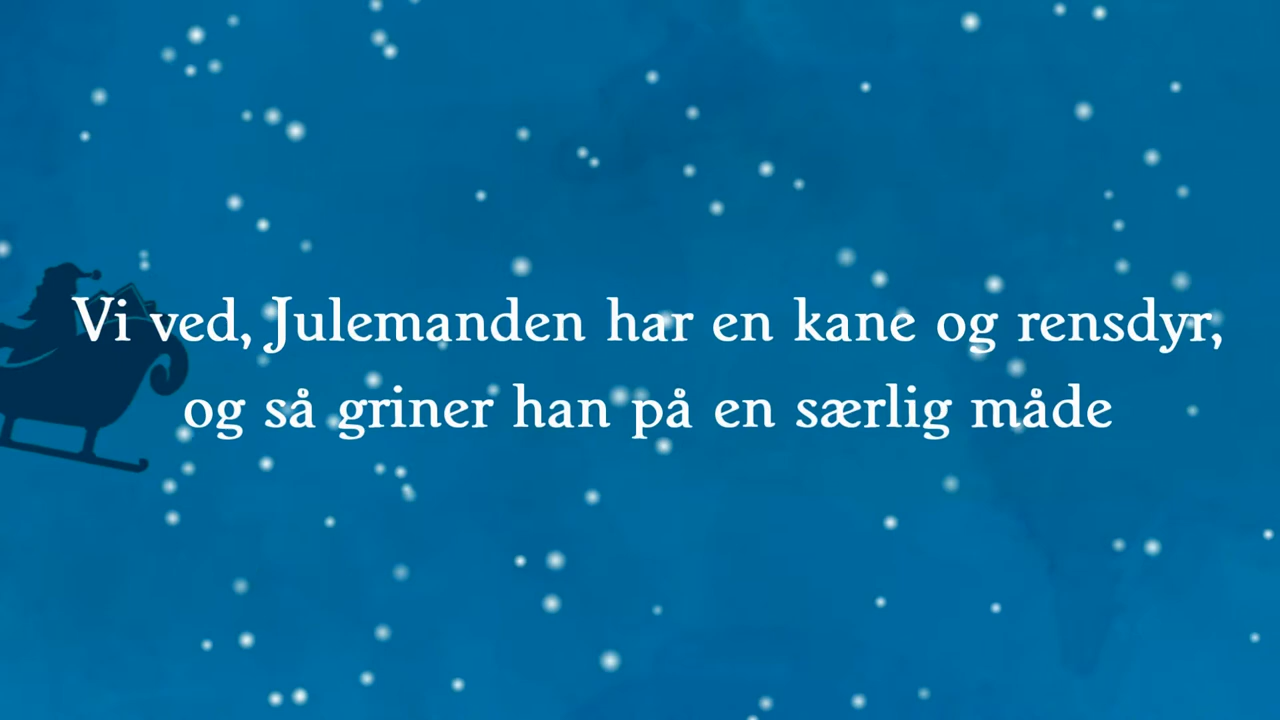 Vi ved, Julemanden har en kane og rensdyr,
og så griner han på en særlig måde